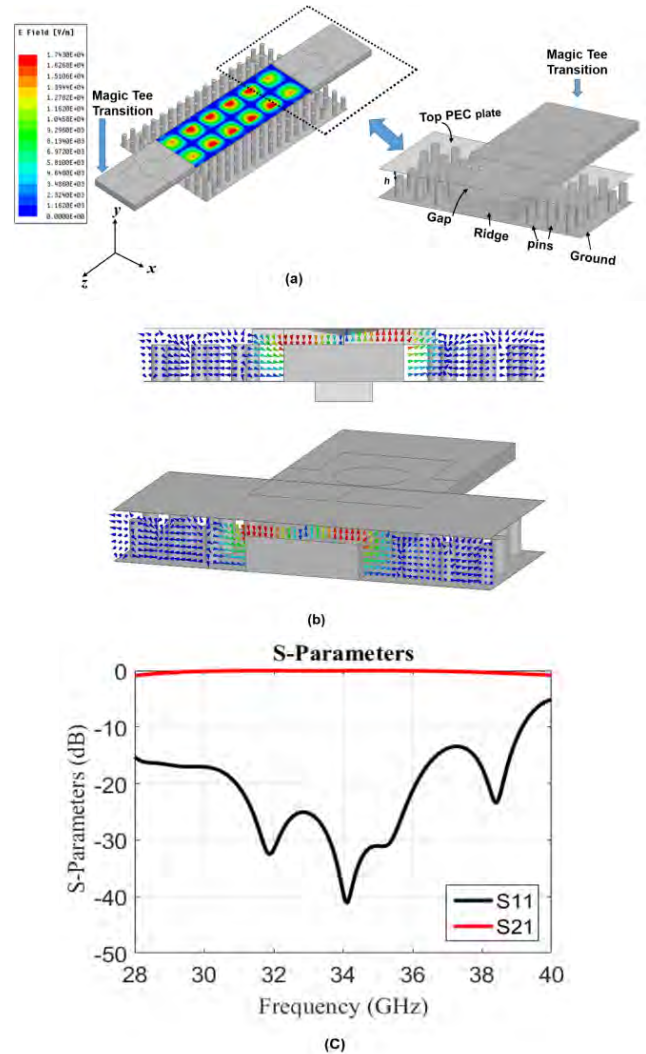 E Field [V/m]
1.7430E+04
1.6268E+04
1.5106E+04
1.3944E+04
1.2782E+04
1.1620E+04
1.0458E+04
9.2960E+03
8.1340E+03
6.9720E+03
5.8100E+03
4.6480E+03
3.4860E+03
2.3240E+03
1.1620E+03
0.0000E+00
Magic Tee
Transition
Magic Tee
Transition
Top PEC plate
h
Gap
Ridge
pins
Ground
y
x
z
(a)
(b)
S-Parameters
S-Parameters (dB)
0
-10
-20
-30
-40
-50
S11
S21
28 30 32 34 36 38 40
Frequency (GHz)
(C)